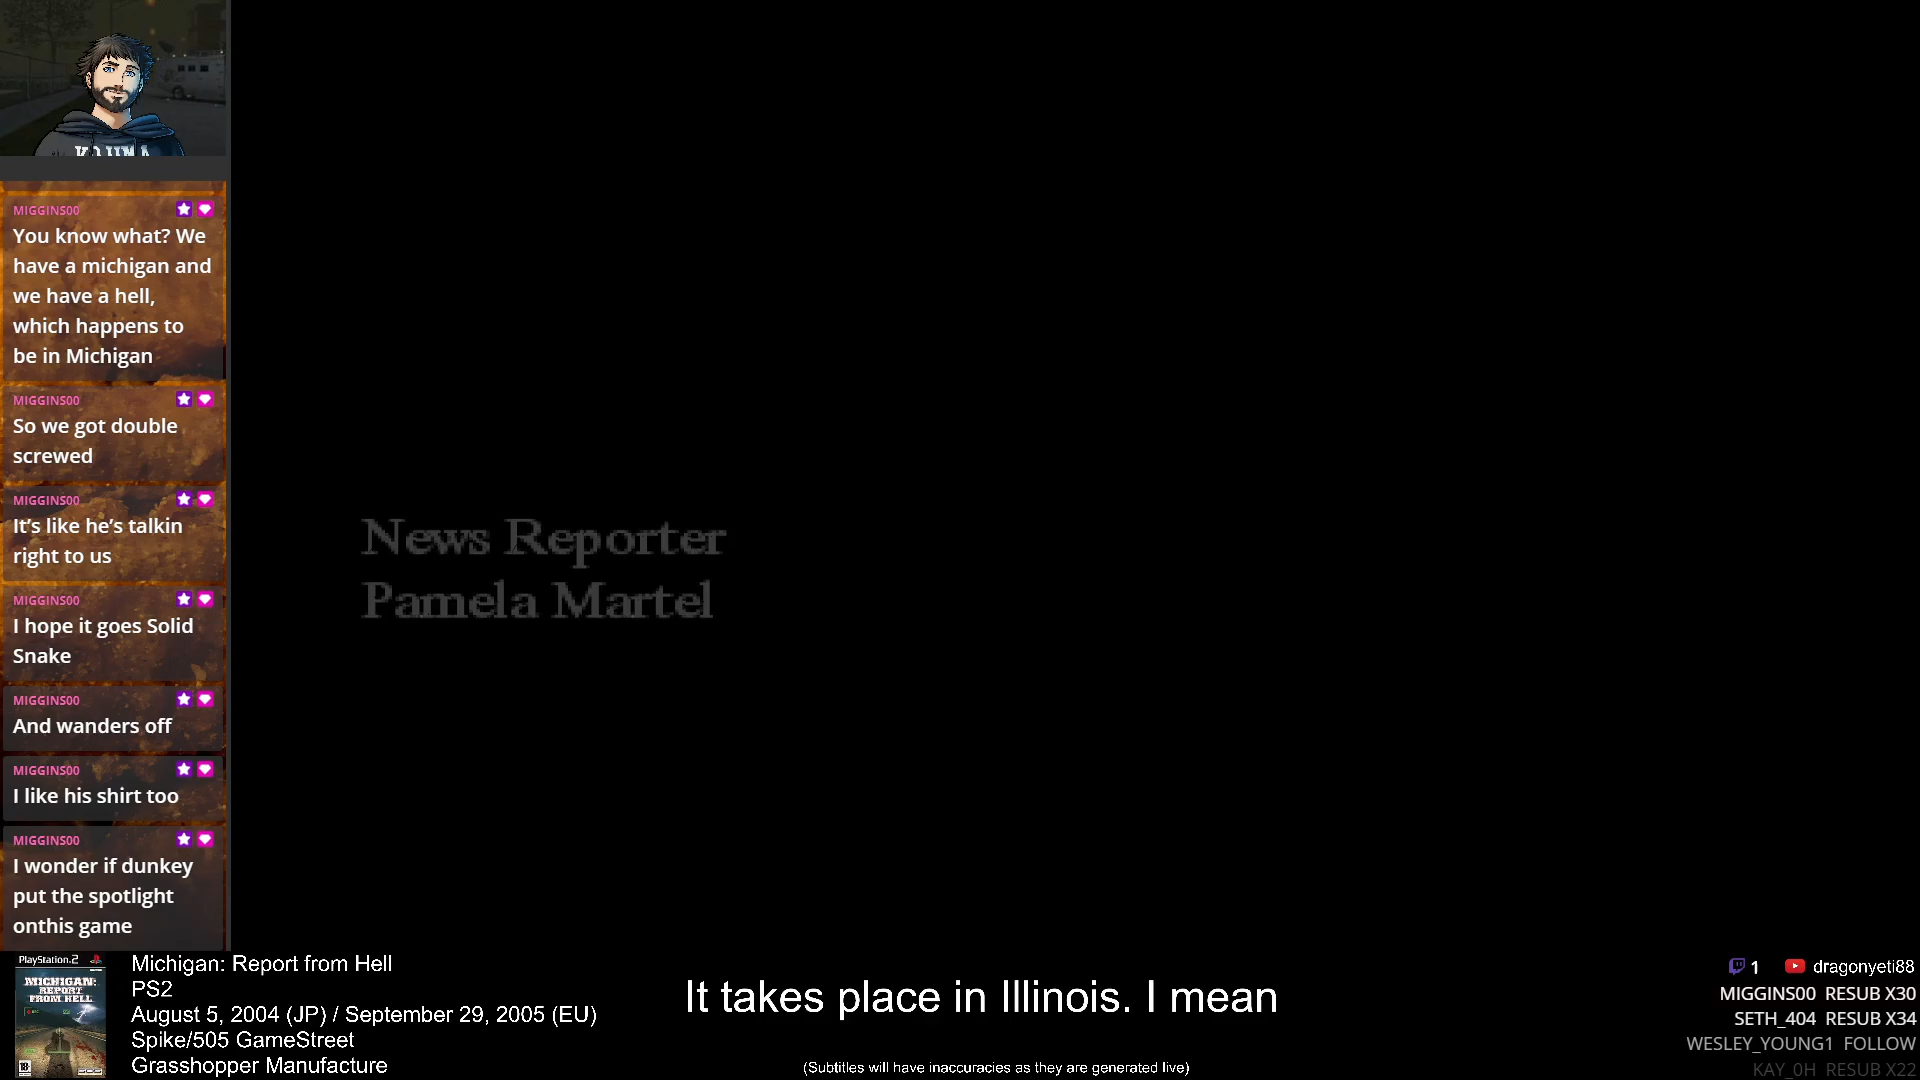 KOJIMA
MIGGINS00
You know what? We
have a michigan and
we have a hell,
which happens to
be in Michigan
MIGGINS00
So we got double
screwed
MIGGINS00
It's like he's talkin
right to us
MIGGINS00
I hope it goes Solid
Snake
MIGGINS00
And wanders off
MIGGINS00
I like his shirt too
MIGGINS00
I wonder if dunkey
put the spotlight
onthis game
News Reporter
Pamela Martel
PlayStation.2
MICHIGAN:
REPORT
FROM HELL
18
505
Michigan: Report from Hell
PS2
August 5, 2004 (JP) / September 29, 2005 (EU)
Spike/505 GameStreet
Grasshopper Manufacture
It takes place in Illinois. I mean
(Subtitles will have inaccuracies as they are generated live)
1 dragonyeti88
MIGGINS00 RESUB X30
SETH_404 RESUB X34
WESLEY_YOUNG1 FOLLOW
KAY_0H RESUB X22